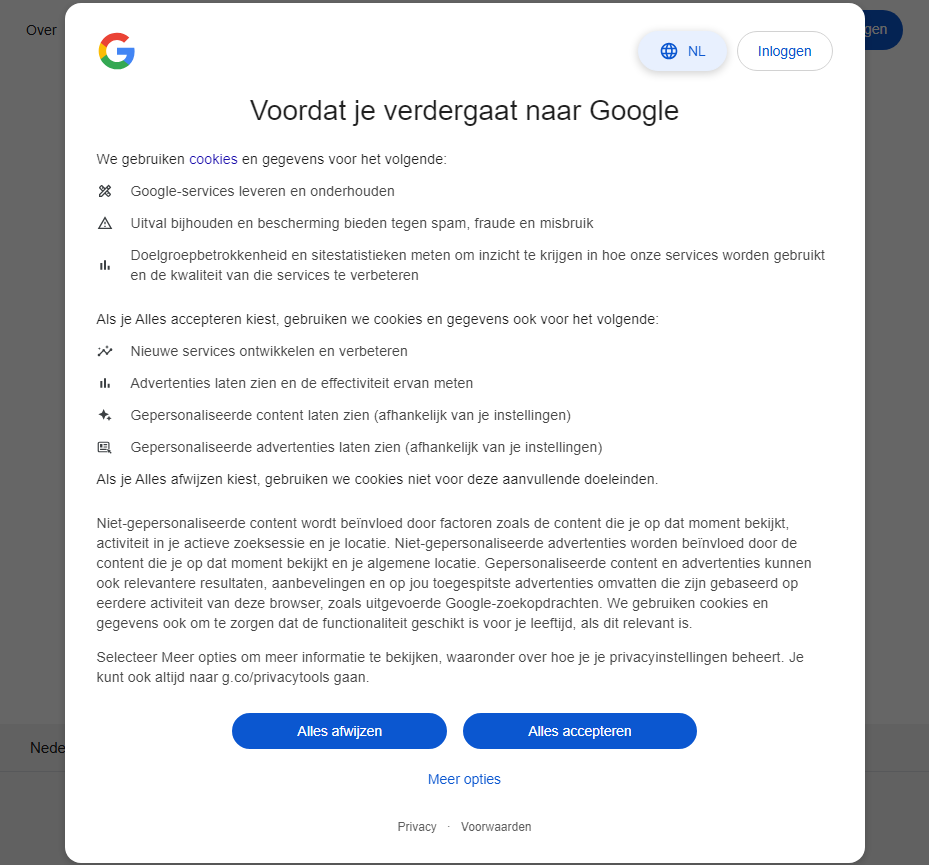 Over
gen
NL
Inloggen
Voordat je verdergaat naar Google
We gebruiken cookies en gegevens voor het volgende:
Google-services leveren en onderhouden
Uitval bijhouden en bescherming bieden tegen spam, fraude en misbruik
Doelgroepbetrokkenheid en sitestatistieken meten om inzicht te krijgen in hoe onze services worden gebruikt
en de kwaliteit van die services te verbeteren
Als je Alles accepteren kiest, gebruiken we cookies en gegevens ook voor het volgende:
Nieuwe services ontwikkelen en verbeteren
Advertenties laten zien en de effectiviteit ervan meten
Gepersonaliseerde content laten zien (afhankelijk van je instellingen)
Gepersonaliseerde advertenties laten zien (afhankelijk van je instellingen)
Als je Alles afwijzen kiest, gebruiken we cookies niet voor deze aanvullende doeleinden.
Niet-gepersonaliseerde content wordt beïnvloed door factoren zoals de content die je op dat moment bekijkt,
activiteit in je actieve zoeksessie en je locatie. Niet-gepersonaliseerde advertenties worden beïnvloed door de
content die je op dat moment bekijkt en je algemene locatie. Gepersonaliseerde content en advertenties kunnen
ook relevantere resultaten, aanbevelingen en op jou toegespitste advertenties omvatten die zijn gebaseerd op
eerdere activiteit van deze browser, zoals uitgevoerde Google-zoekopdrachten. We gebruiken cookies en
gegevens ook om te zorgen dat de functionaliteit geschikt is voor je leeftijd, als dit relevant is.
Selecteer Meer opties om meer informatie te bekijken, waaronder over hoe je je privacyinstellingen beheert. Je
kunt ook altijd naar g.co/privacytools gaan.
Nede
Alles afwijzen
Alles accepteren
Meer opties
Privacy · Voorwaarden